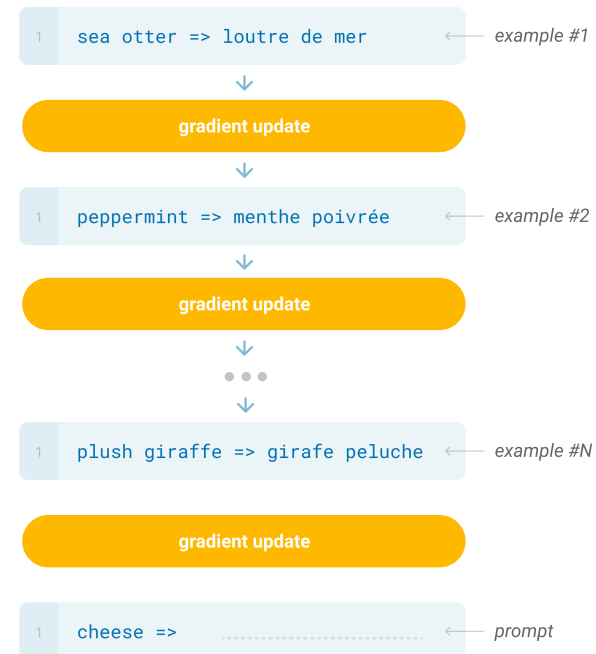 1 sea otter => loutre de mer example #1
gradient update
1 peppermint => menthe poivrée example #2
gradient update
1 plush giraffe => girafe peluche example #N
gradient update
1 cheese => prompt